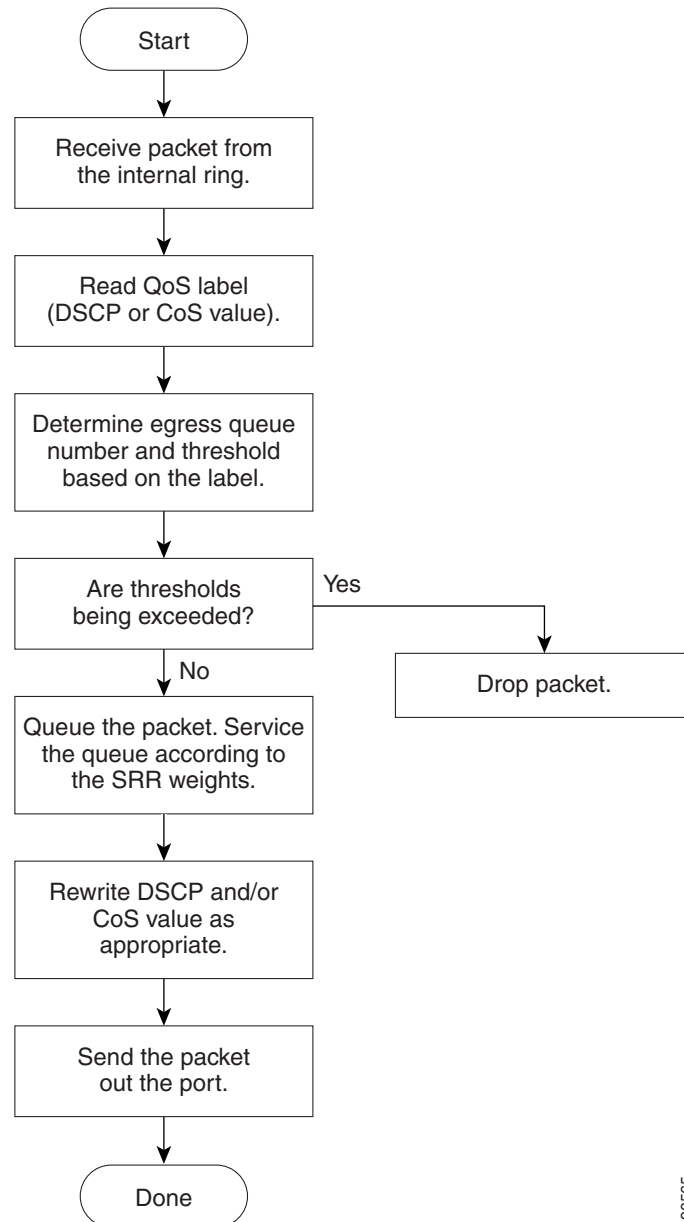 Start
Receive packet from
the internal ring.
Read QoS label
(DSCP or CoS value).
Determine egress queue
number and threshold
based on the label.
Are thresholds
being exceeded?
Yes
No
Drop packet.
Queue the packet. Service
the queue according to
the SRR weights.
Rewrite DSCP and/or
CoS value as
appropriate.
Send the packet
out the port.
Done